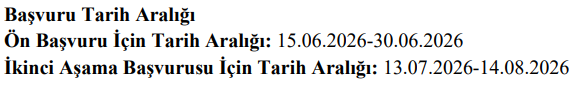 Başvuru Tarih Aralığı
Ön Başvuru İçin Tarih Aralığı: 15.06.2026-30.06.2026
İkinci Aşama Başvurusu İçin Tarih Aralığı: 13.07.2026-14.08.2026